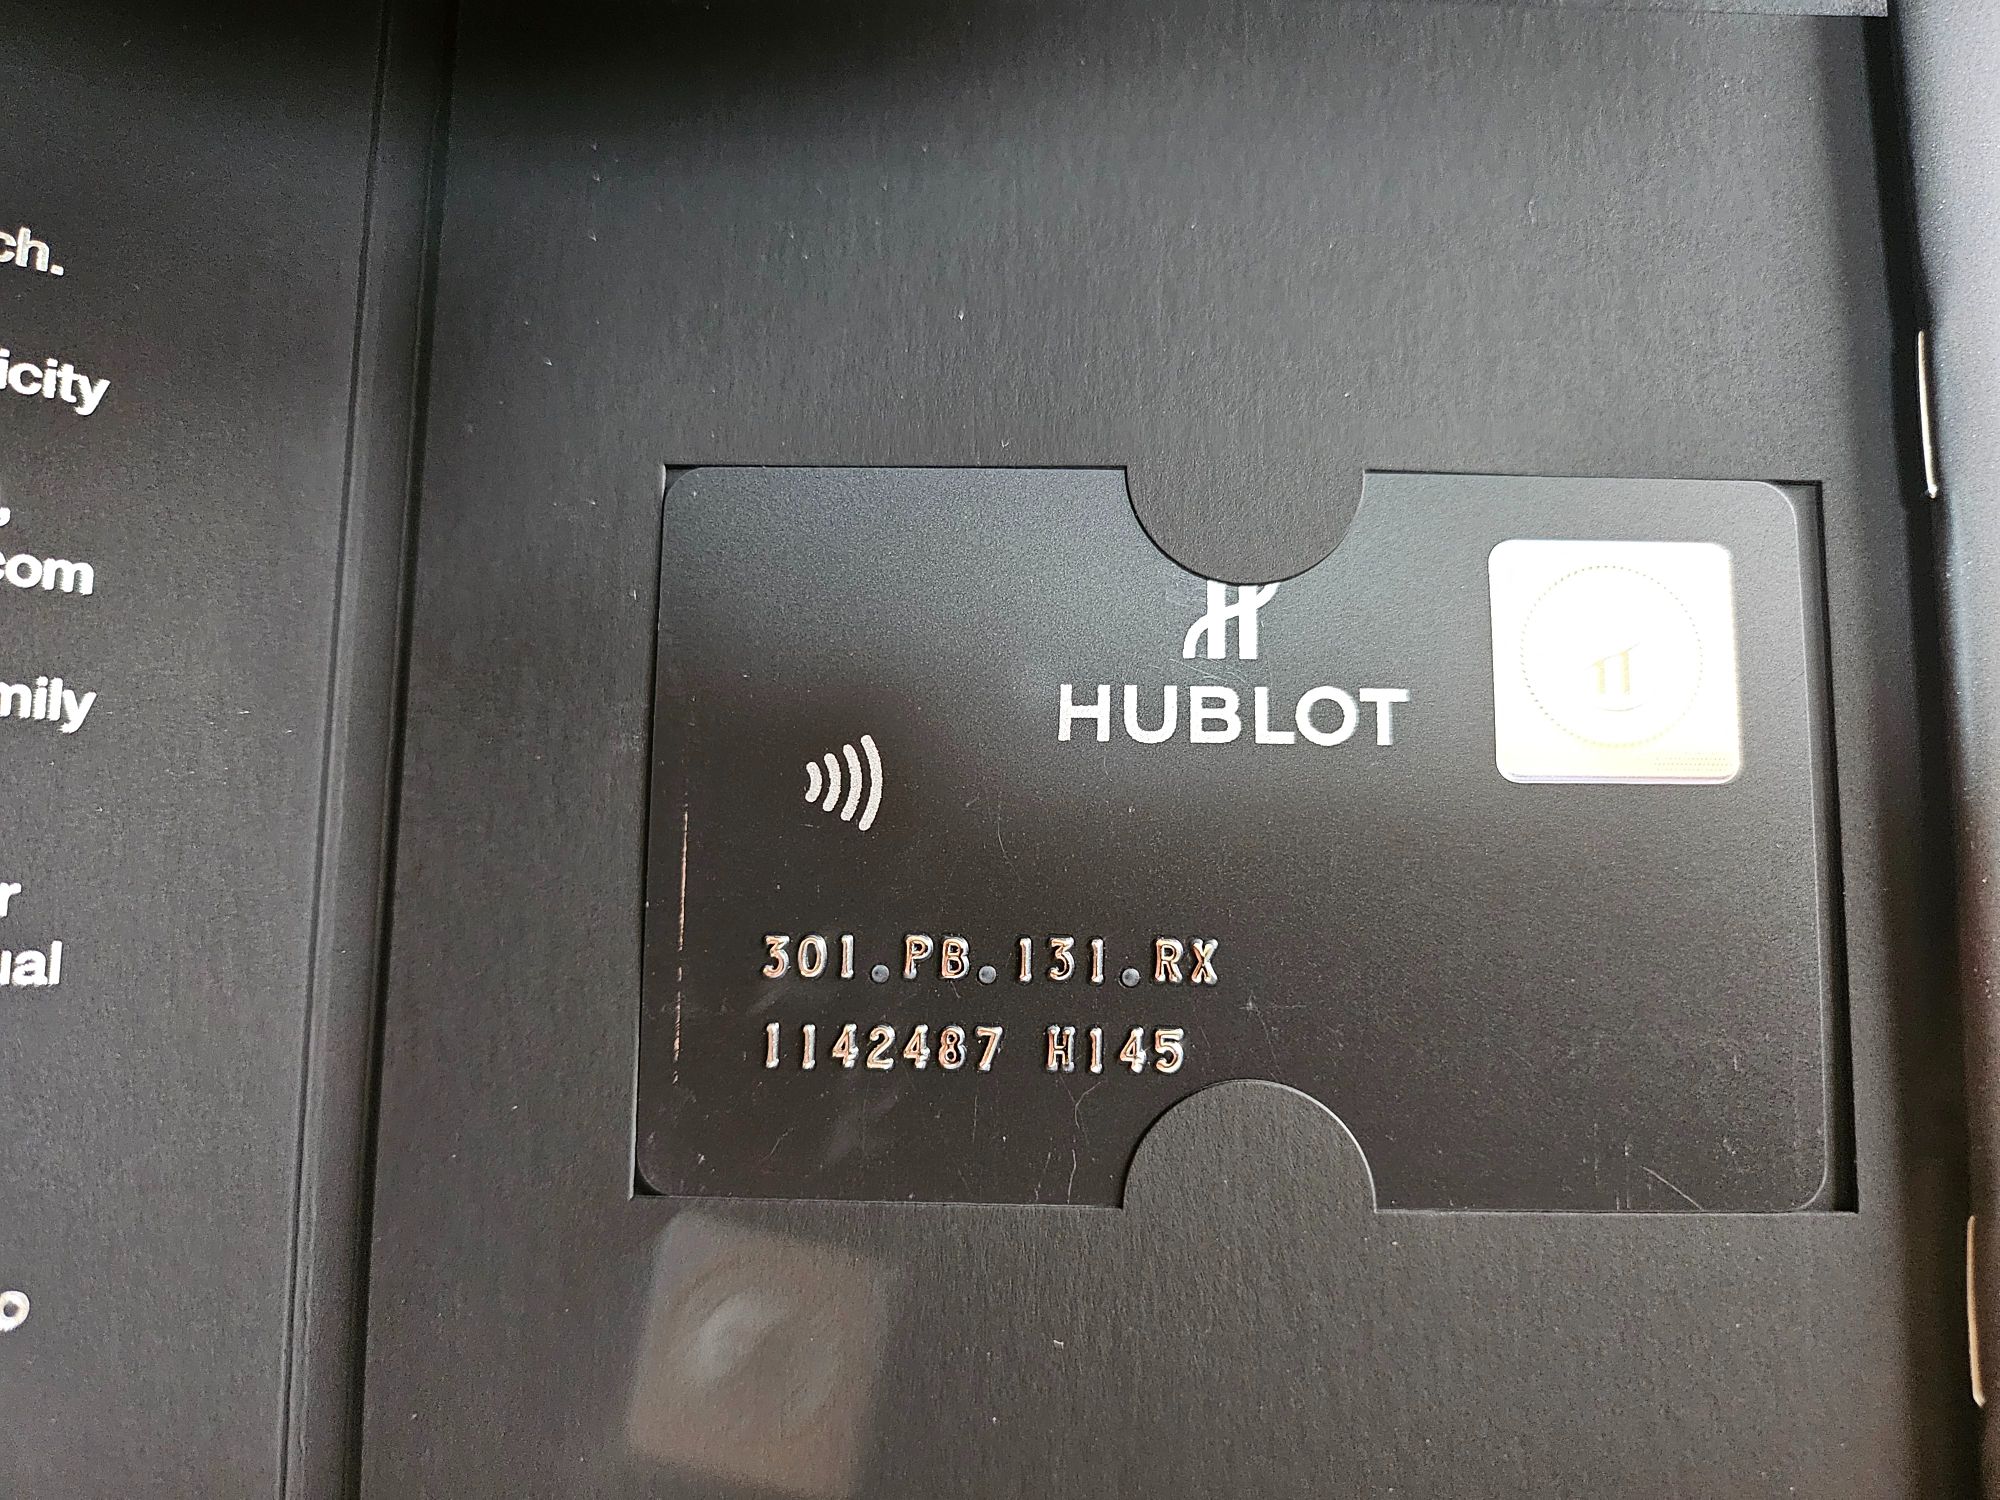 ch.
icity
,
com
mily
r
ual
o
HUBLOT
301.PB.131.RX
1142487 H145